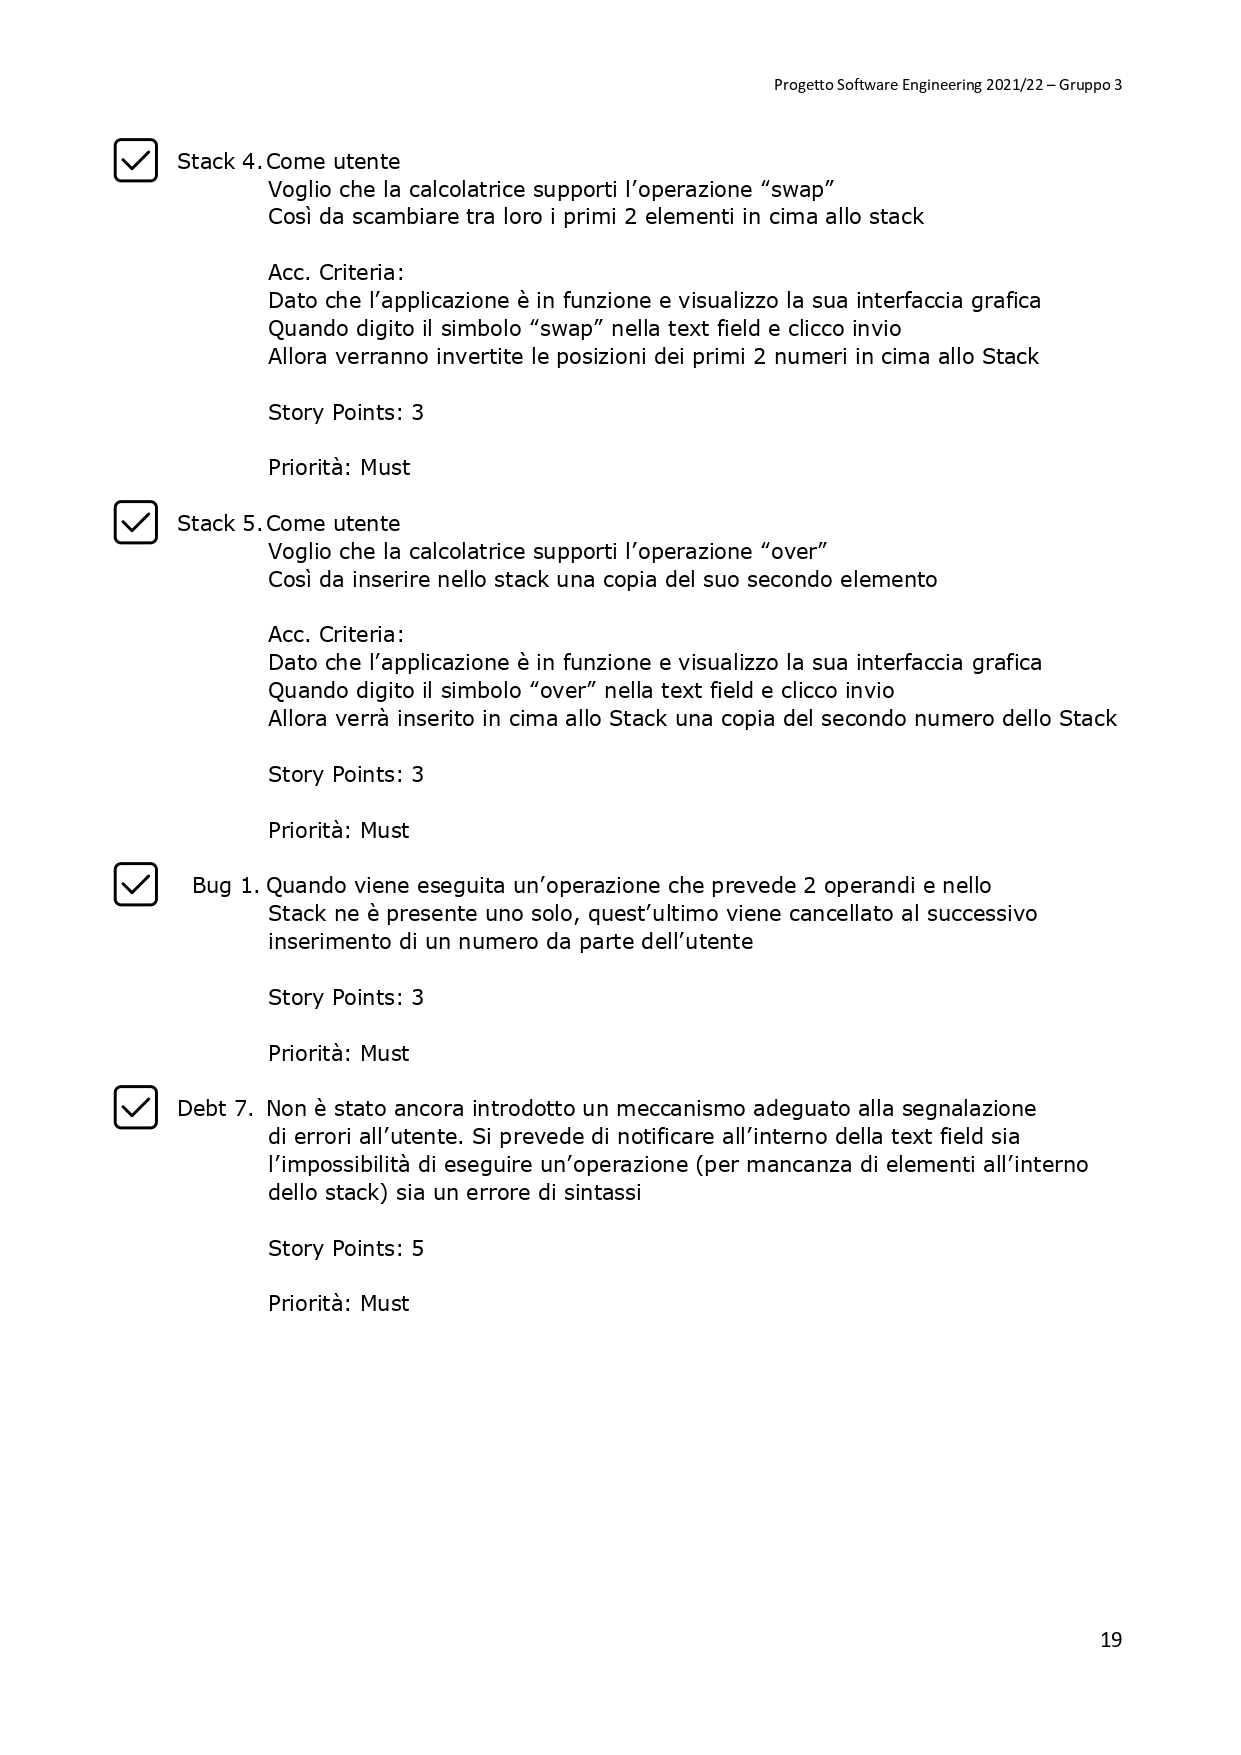 Progetto Software Engineering 2021/22 – Gruppo 3
Stack 4. Come utente
Voglio che la calcolatrice supporti l’operazione “swap”
Così da scambiare tra loro i primi 2 elementi in cima allo stack
Acc. Criteria:
Dato che l’applicazione è in funzione e visualizzo la sua interfaccia grafica
Quando digito il simbolo “swap” nella text field e clicco invio
Allora verranno invertite le posizioni dei primi 2 numeri in cima allo Stack
Story Points: 3
Priorità: Must
Stack 5. Come utente
Voglio che la calcolatrice supporti l’operazione “over”
Così da inserire nello stack una copia del suo secondo elemento
Acc. Criteria:
Dato che l’applicazione è in funzione e visualizzo la sua interfaccia grafica
Quando digito il simbolo “over” nella text field e clicco invio
Allora verrà inserito in cima allo Stack una copia del secondo numero dello Stack
Story Points: 3
Priorità: Must
Bug 1. Quando viene eseguita un’operazione che prevede 2 operandi e nello
Stack ne è presente uno solo, quest’ultimo viene cancellato al successivo
inserimento di un numero da parte dell’utente
Story Points: 3
Priorità: Must
Debt 7. Non è stato ancora introdotto un meccanismo adeguato alla segnalazione
di errori all’utente. Si prevede di notificare all’interno della text field sia
l’impossibilità di eseguire un’operazione (per mancanza di elementi all’interno
dello stack) sia un errore di sintassi
Story Points: 5
Priorità: Must
19